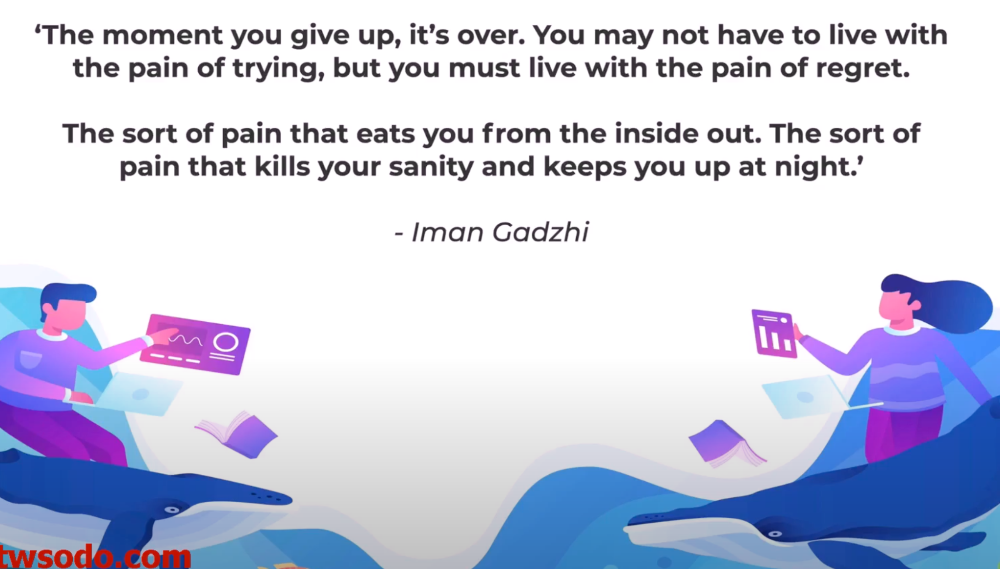 ‘The moment you give up, it’s over. You may not have to live with
the pain of trying, but you must live with the pain of regret.
The sort of pain that eats you from the inside out. The sort of
pain that kills your sanity and keeps you up at night.’
- Iman Gadzhi
twsodo.com